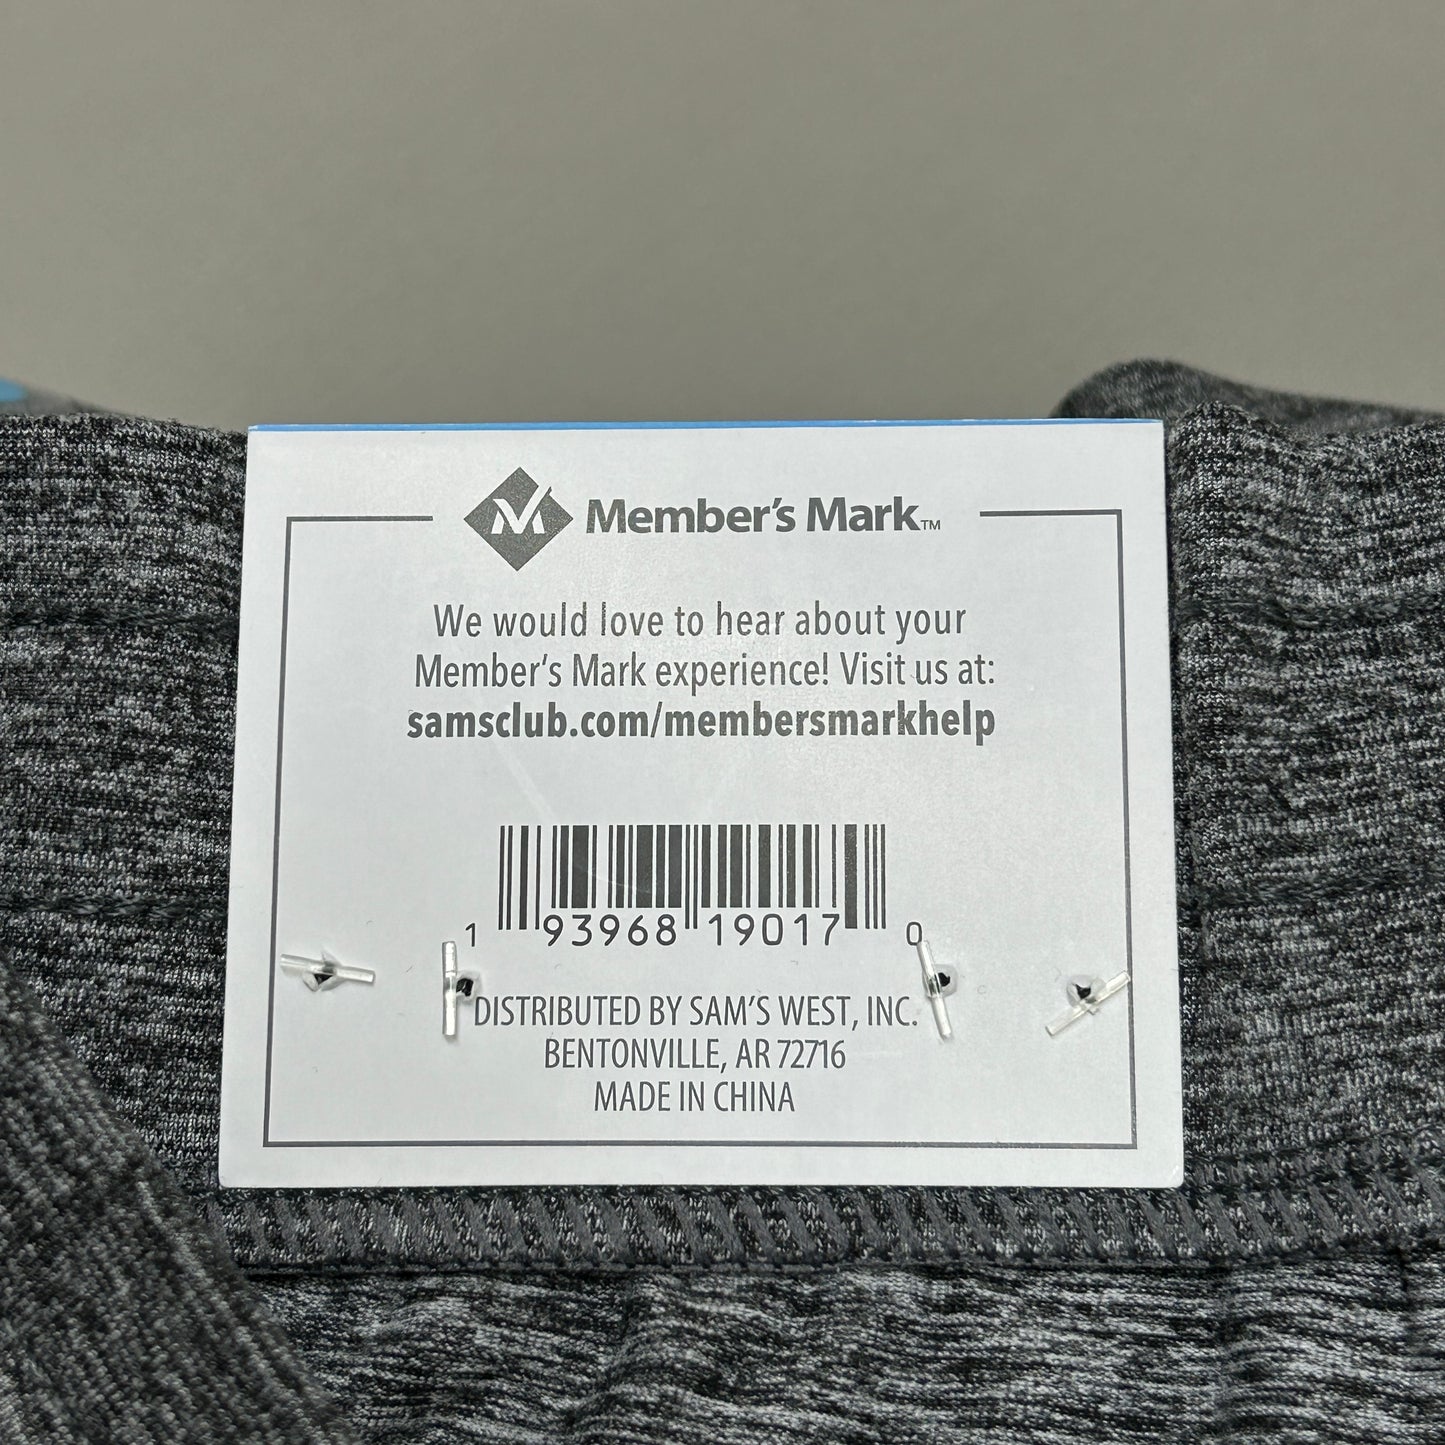 Member's Mark™
We would love to hear about your
Member's Mark experience! Visit us at:
samsclub.com/membersmarkhelp
1 93968 19017 0
DISTRIBUTED BY SAM'S WEST, INC.
BENTONVILLE, AR 72716
MADE IN CHINA